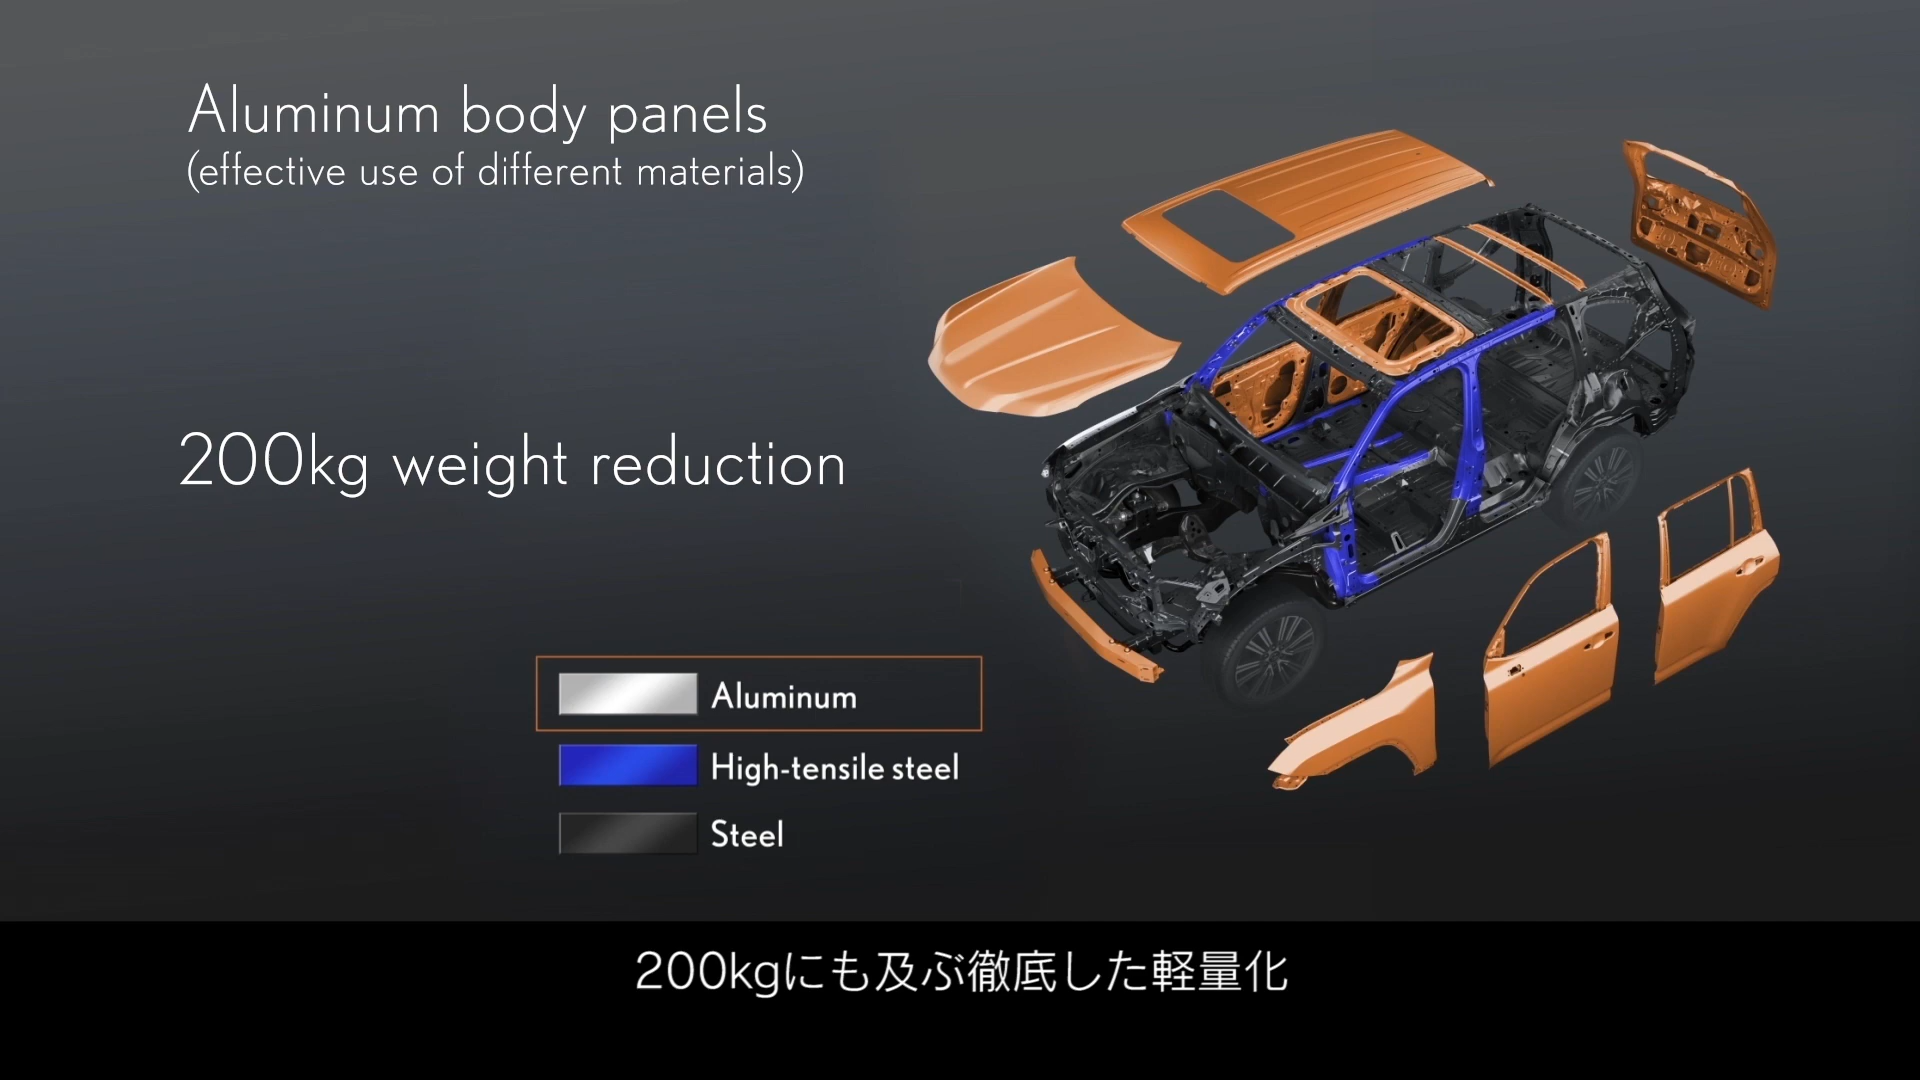 Aluminum body panels
(effective use of different materials)
200kg weight reduction
Aluminum
High-tensile steel
Steel
200kgにも及ぶ徹底した軽量化